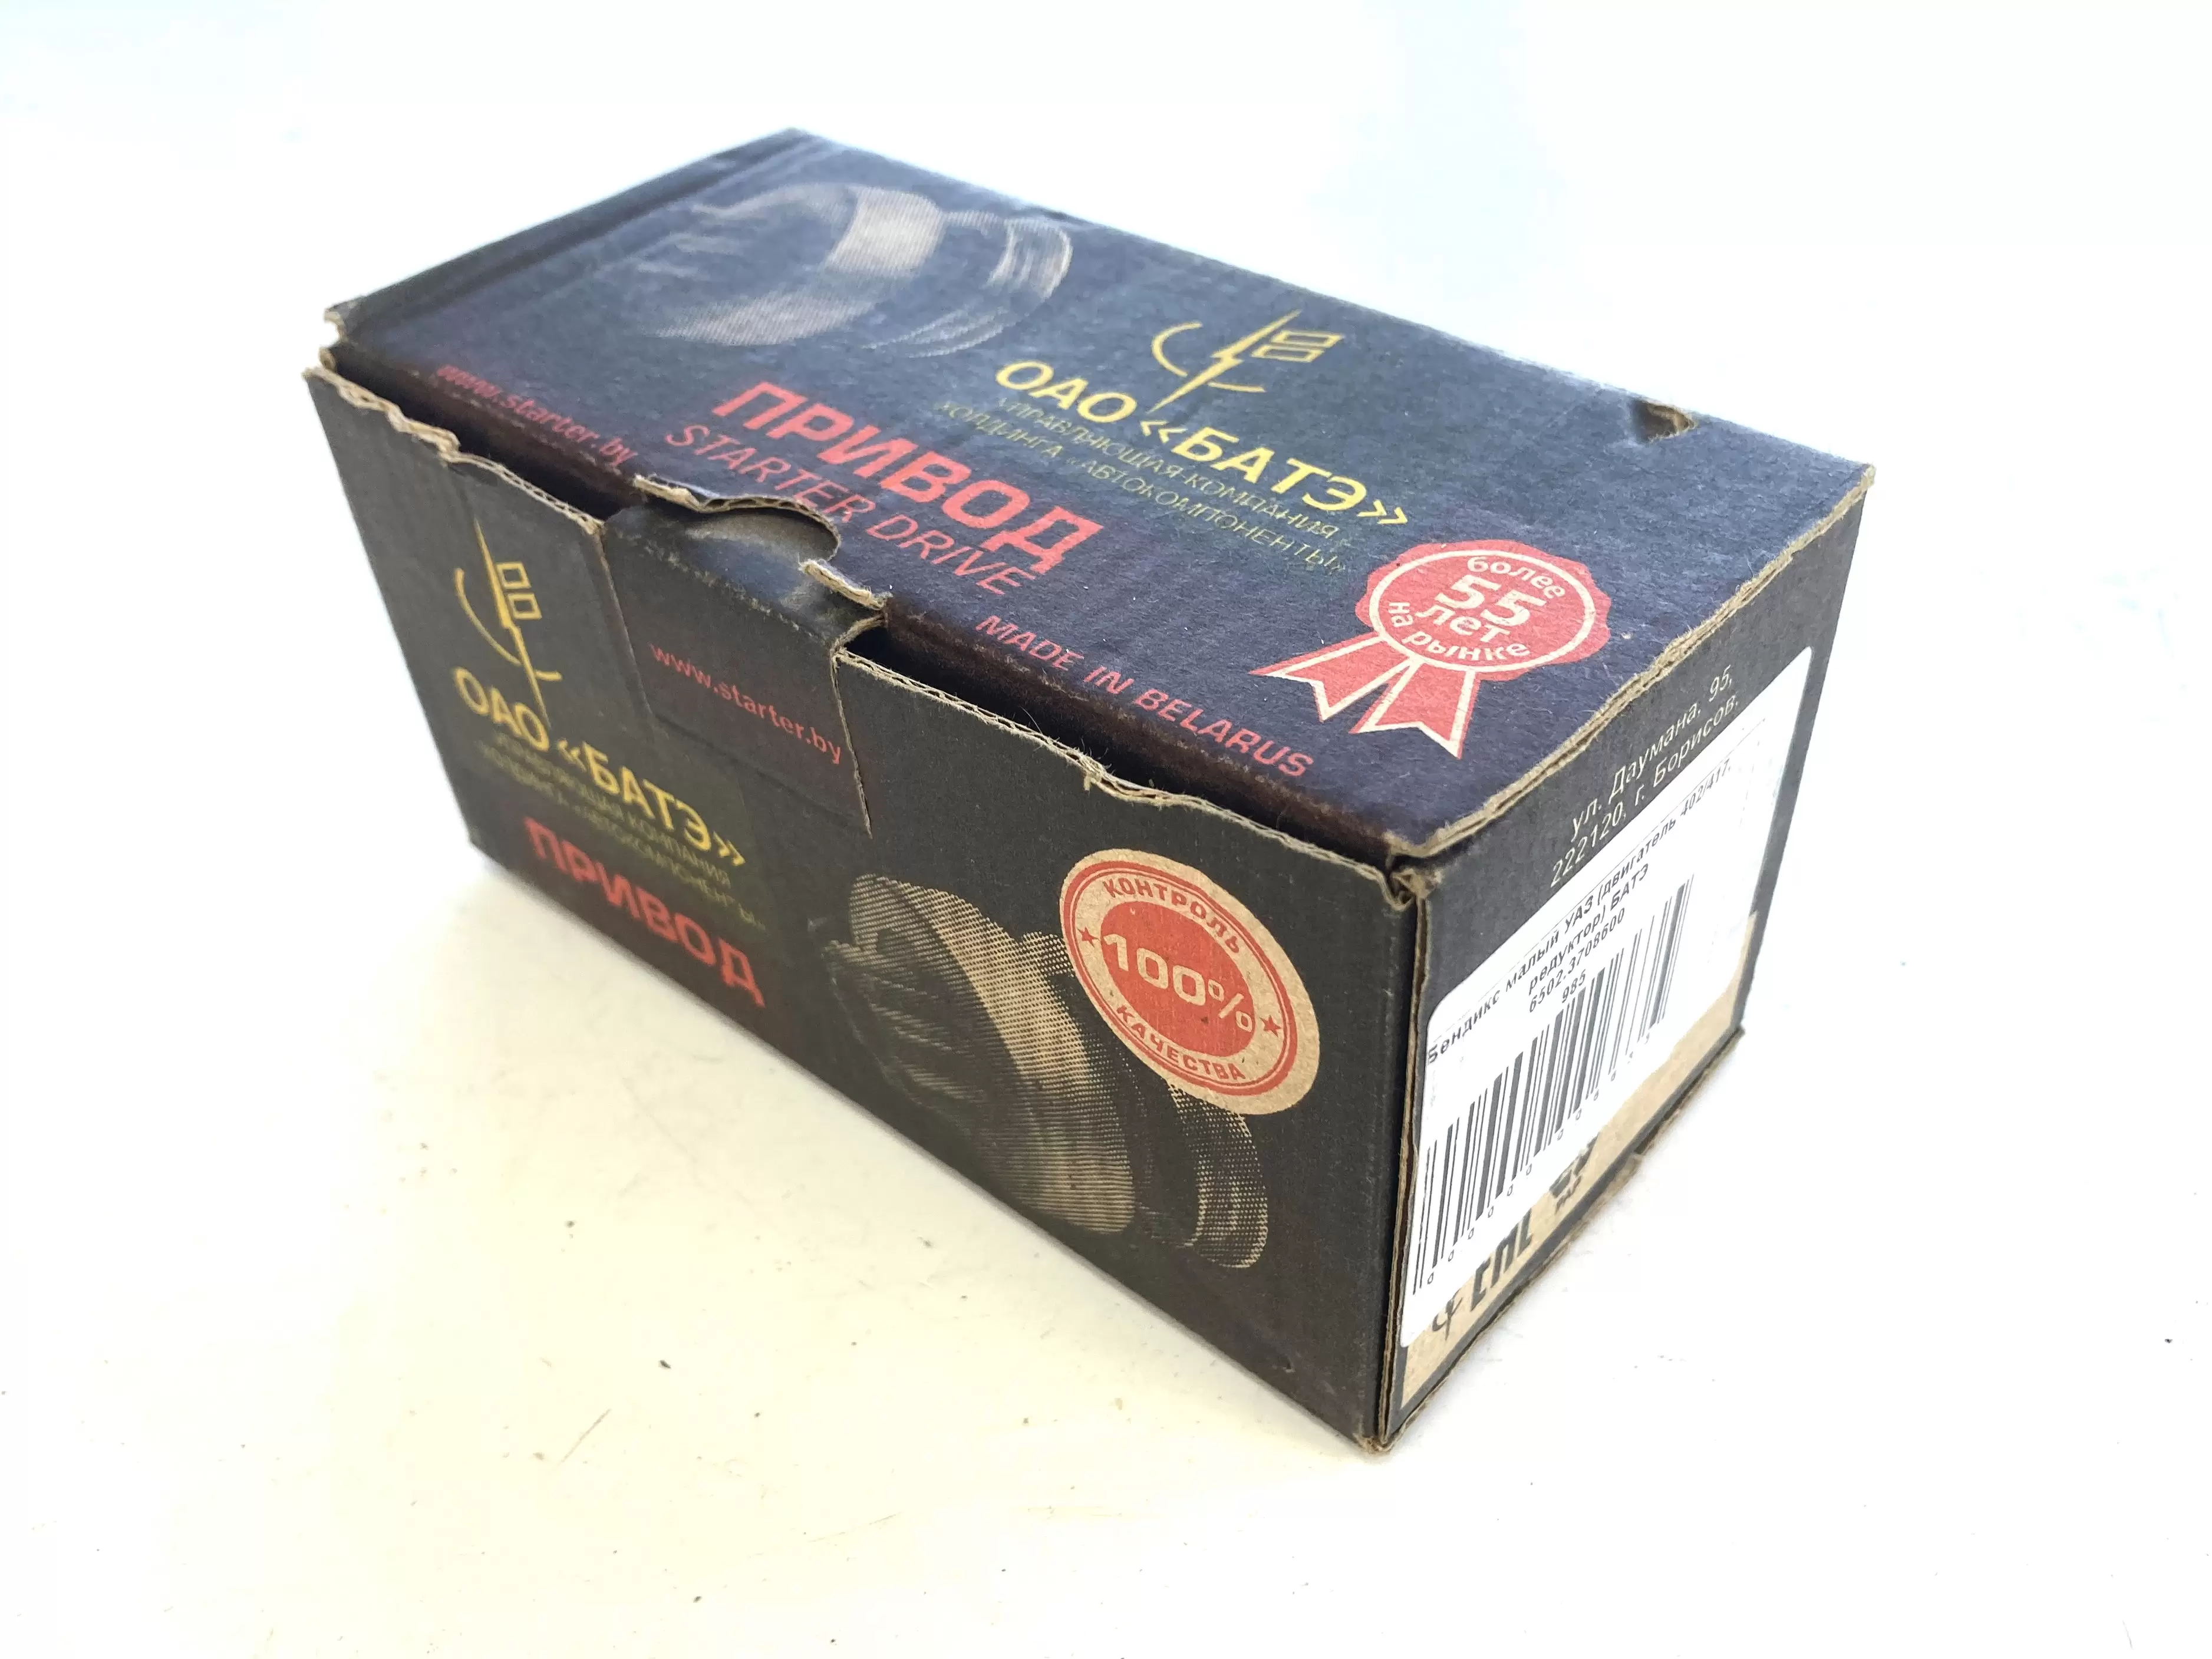 ОАО «БАТЭ»
УПРАВЛЯЮЩАЯ КОМПАНИЯ
ХОЛДИНГА «АВТОКОМПОНЕНТЫ»
ПРИВОД
STARTER DRIVE
www.starter.by
MADE IN BELARUS
более
55
лет
на рынке
www.starter.by
ОАО «БАТЭ»
УПРАВЛЯЮЩАЯ КОМПАНИЯ
ХОЛДИНГА «АВТОКОМПОНЕНТЫ»
ПРИВОД
КОНТРОЛЬ
100%
КАЧЕСТВА
ул. Даумана, 95,
222120, г. Борисов,
Бендикс малый УАЗ (двигатель 402/417,
редуктор) БАТЭ
6502-3708600
985
EAC